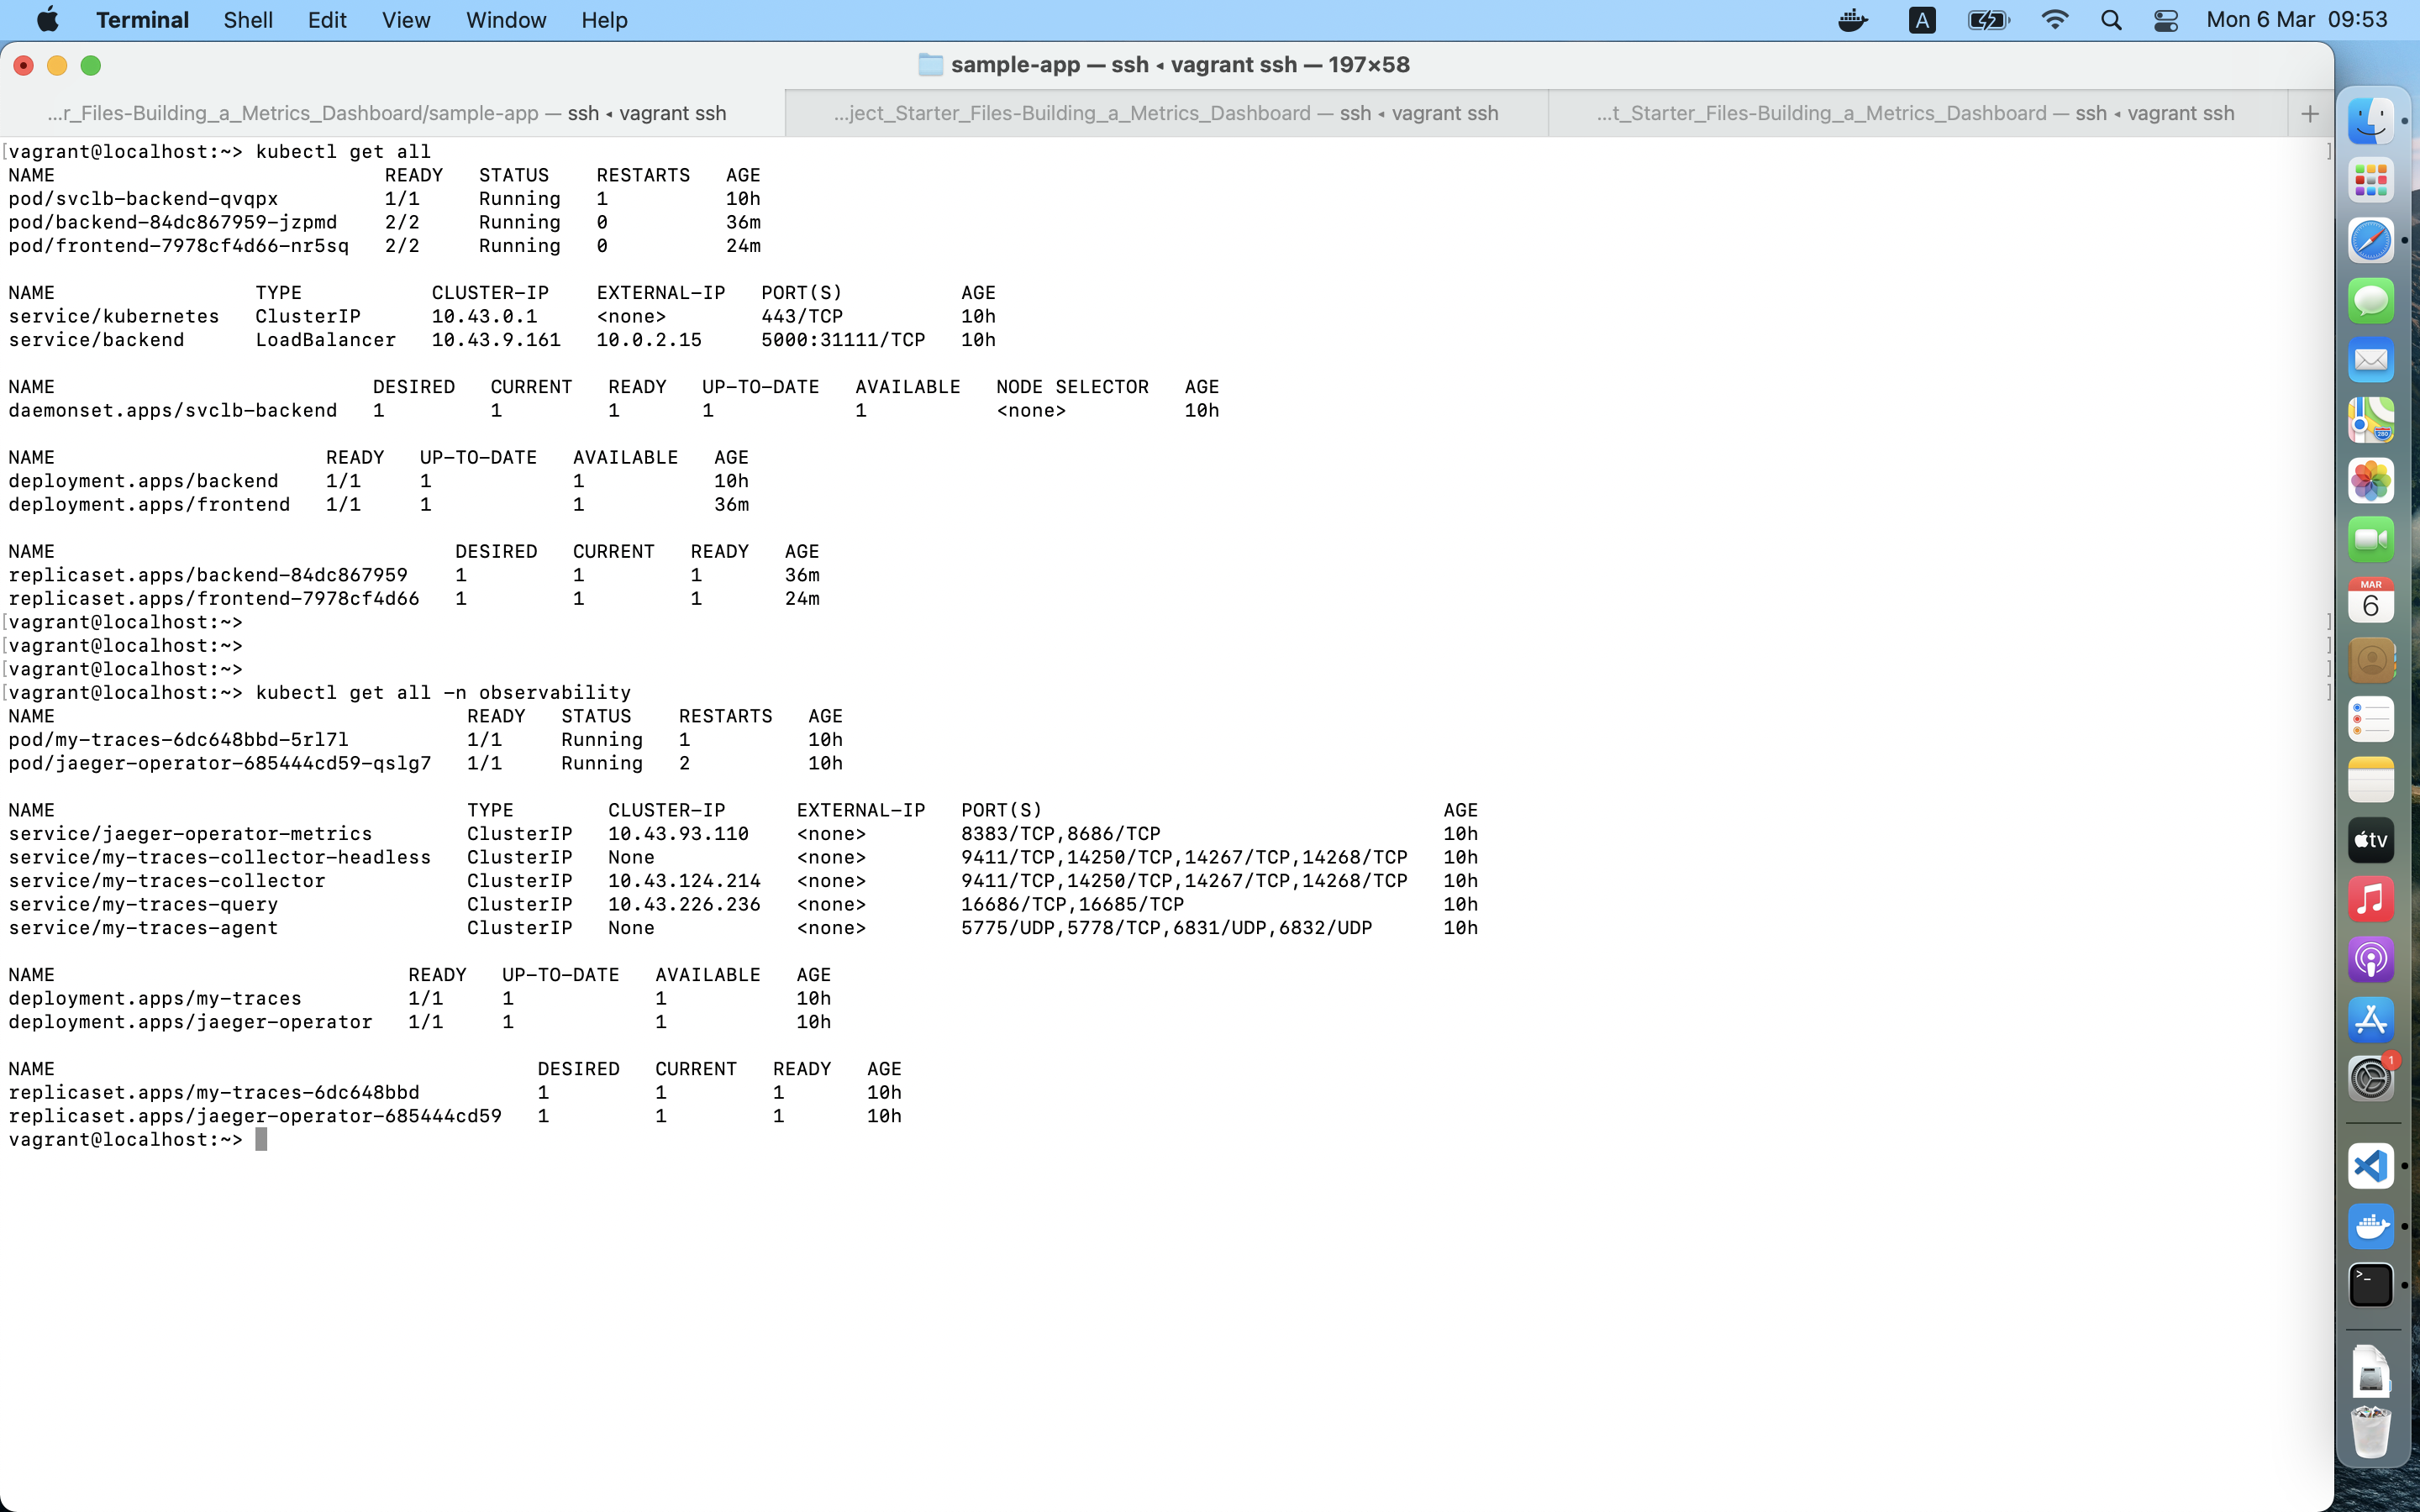 Terminal Shell Edit View Window Help A Mon 6 Mar 09:53
sample-app — ssh ◂ vagrant ssh — 197×58
...r_Files-Building_a_Metrics_Dashboard/sample-app — ssh ◂ vagrant ssh ...ject_Starter_Files-Building_a_Metrics_Dashboard — ssh ◂ vagrant ssh ...t_Starter_Files-Building_a_Metrics_Dashboard — ssh ◂ vagrant ssh +
[vagrant@localhost:~> kubectl get all ]
NAME READY STATUS RESTARTS AGE
pod/svclb-backend-qvqpx 1/1 Running 1 10h
pod/backend-84dc867959-jzpmd 2/2 Running 0 36m
pod/frontend-7978cf4d66-nr5sq 2/2 Running 0 24m
NAME TYPE CLUSTER-IP EXTERNAL-IP PORT(S) AGE
service/kubernetes ClusterIP 10.43.0.1 <none> 443/TCP 10h
service/backend LoadBalancer 10.43.9.161 10.0.2.15 5000:31111/TCP 10h
NAME DESIRED CURRENT READY UP-TO-DATE AVAILABLE NODE SELECTOR AGE
daemonset.apps/svclb-backend 1 1 1 1 1 <none> 10h
NAME READY UP-TO-DATE AVAILABLE AGE
deployment.apps/backend 1/1 1 1 10h
deployment.apps/frontend 1/1 1 1 36m
NAME DESIRED CURRENT READY AGE
replicaset.apps/backend-84dc867959 1 1 1 36m
replicaset.apps/frontend-7978cf4d66 1 1 1 24m
[vagrant@localhost:~> ]
[vagrant@localhost:~> ]
[vagrant@localhost:~> ]
[vagrant@localhost:~> kubectl get all -n observability ]
NAME READY STATUS RESTARTS AGE
pod/my-traces-6dc648bbd-5rl7l 1/1 Running 1 10h
pod/jaeger-operator-685444cd59-qslg7 1/1 Running 2 10h
NAME TYPE CLUSTER-IP EXTERNAL-IP PORT(S) AGE
service/jaeger-operator-metrics ClusterIP 10.43.93.110 <none> 8383/TCP,8686/TCP 10h
service/my-traces-collector-headless ClusterIP None <none> 9411/TCP,14250/TCP,14267/TCP,14268/TCP 10h
service/my-traces-collector ClusterIP 10.43.124.214 <none> 9411/TCP,14250/TCP,14267/TCP,14268/TCP 10h
service/my-traces-query ClusterIP 10.43.226.236 <none> 16686/TCP,16685/TCP 10h
service/my-traces-agent ClusterIP None <none> 5775/UDP,5778/TCP,6831/UDP,6832/UDP 10h
NAME READY UP-TO-DATE AVAILABLE AGE
deployment.apps/my-traces 1/1 1 1 10h
deployment.apps/jaeger-operator 1/1 1 1 10h
NAME DESIRED CURRENT READY AGE
replicaset.apps/my-traces-6dc648bbd 1 1 1 10h
replicaset.apps/jaeger-operator-685444cd59 1 1 1 10h
vagrant@localhost:~>
280
MAR
6
tv
1
>_